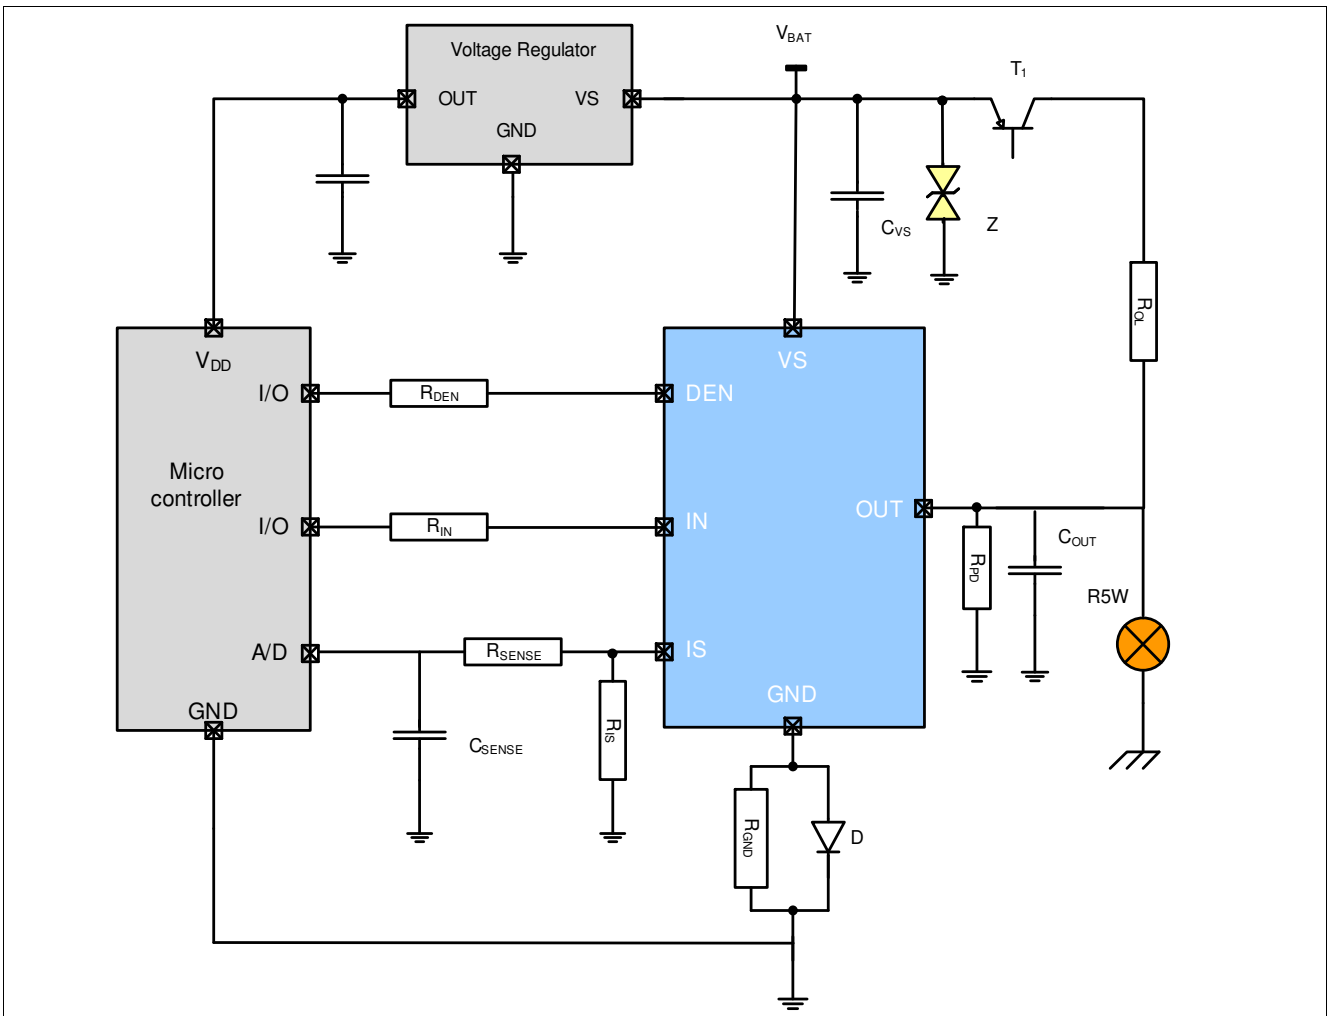 Voltage Regulator
OUT
VS
GND
VBAT
T1
CVS
Z
ROL
VDD
I/O
RDEN
DEN
VS
Micro
controller
I/O
RIN
IN
OUT
RPD
COUT
R5W
A/D
RSENSE
IS
GND
CSENSE
RIS
GND
RGND
D